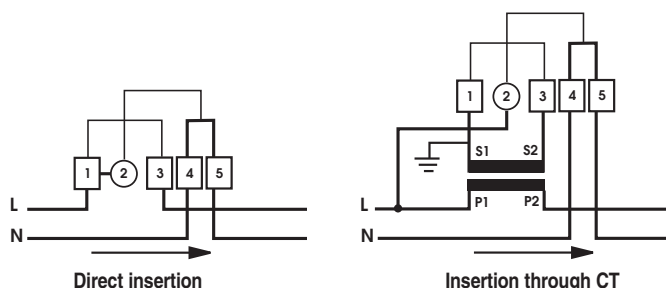 1 2 3 4 5
L
N
Direct insertion
1 2 3 4 5
S1 S2
L P1 P2
N
Insertion through CT